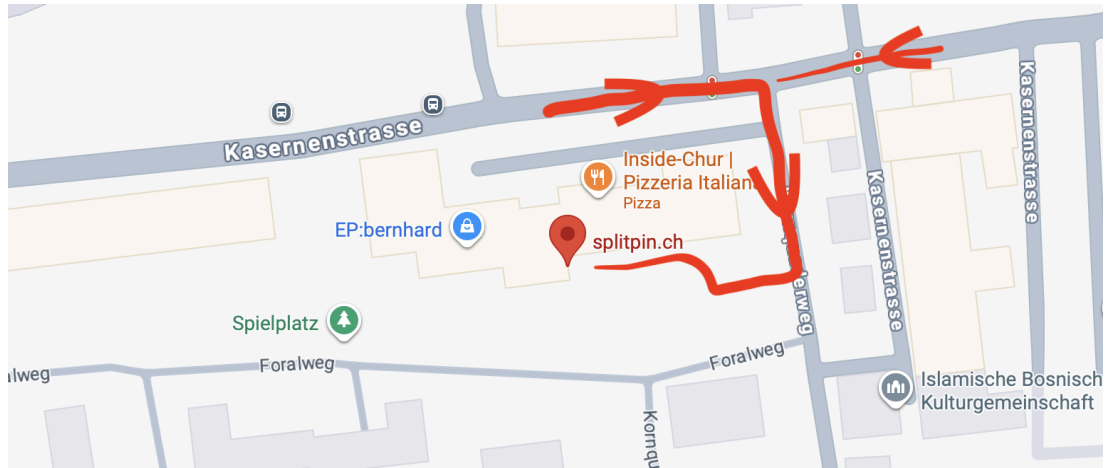 Kasernenstrasse
Inside-Chur |
Pizzeria Italiana
Pizza
EP:bernhard
splitpin.ch
Kasernenstrasse
Kasernenstrasse
Spielplatz
Foralweg
Foralweg
alweg
Islamische Bosnisch
Kulturgemeinschaft
Kornqu